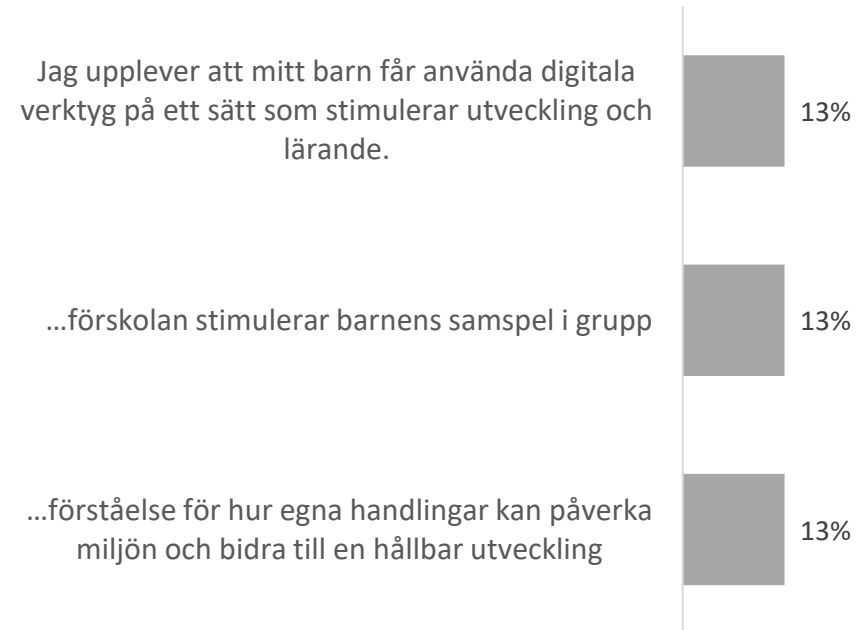 Jag upplever att mitt barn får använda digitala
verktyg på ett sätt som stimulerar utveckling och
lärande.
13%
…förskolan stimulerar barnens samspel i grupp
13%
…förståelse för hur egna handlingar kan påverka
miljön och bidra till en hållbar utveckling
13%